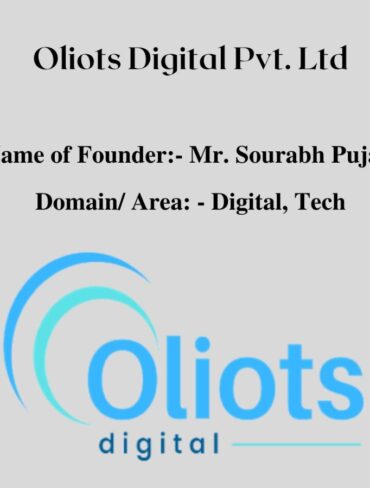 Oliots Digital Pvt. Ltd
ame of Founder:- Mr. Sourabh Puja
Domain/ Area: - Digital, Tech
Oliots
digital